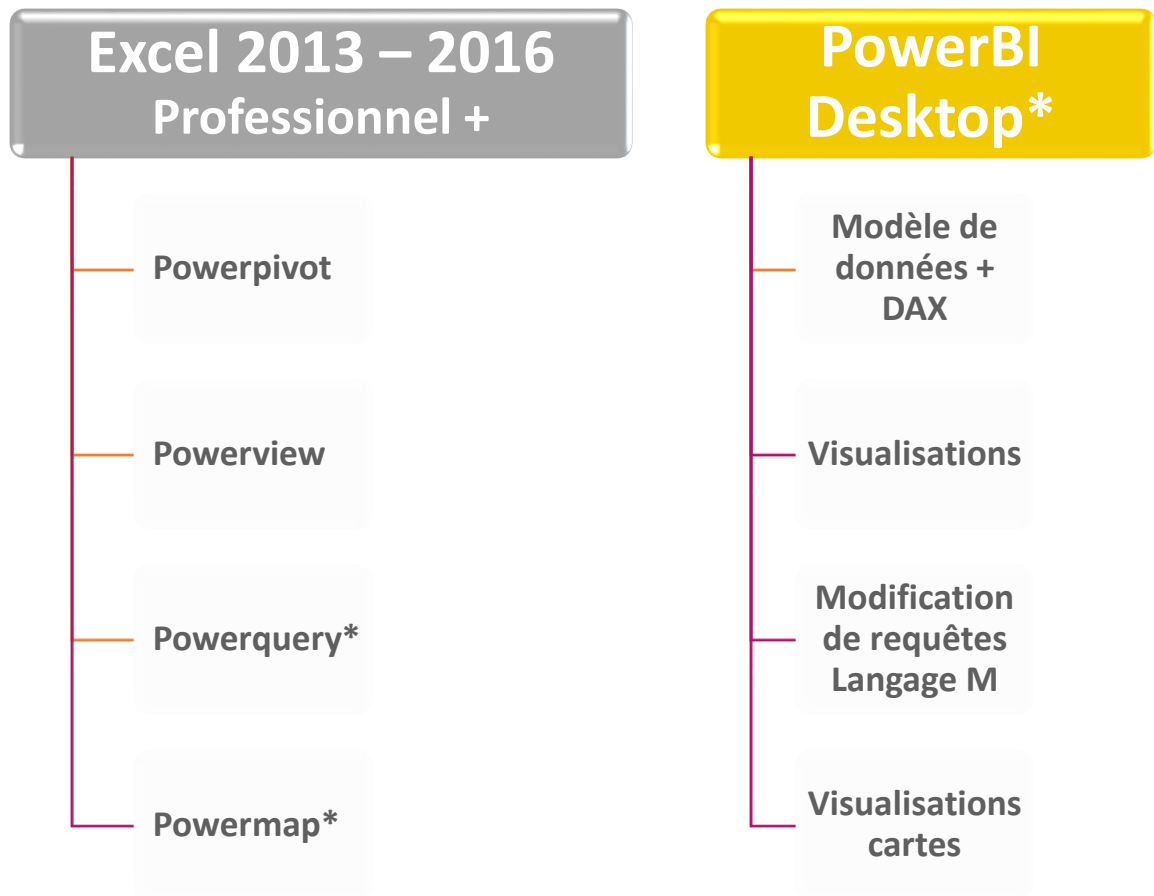 Excel 2013 – 2016
Professionnel +
Powerpivot
Powerview
Powerquery*
Powermap*
PowerBI
Desktop*
Modèle de
données +
DAX
Visualisations
Modification
de requêtes
Langage M
Visualisations
cartes